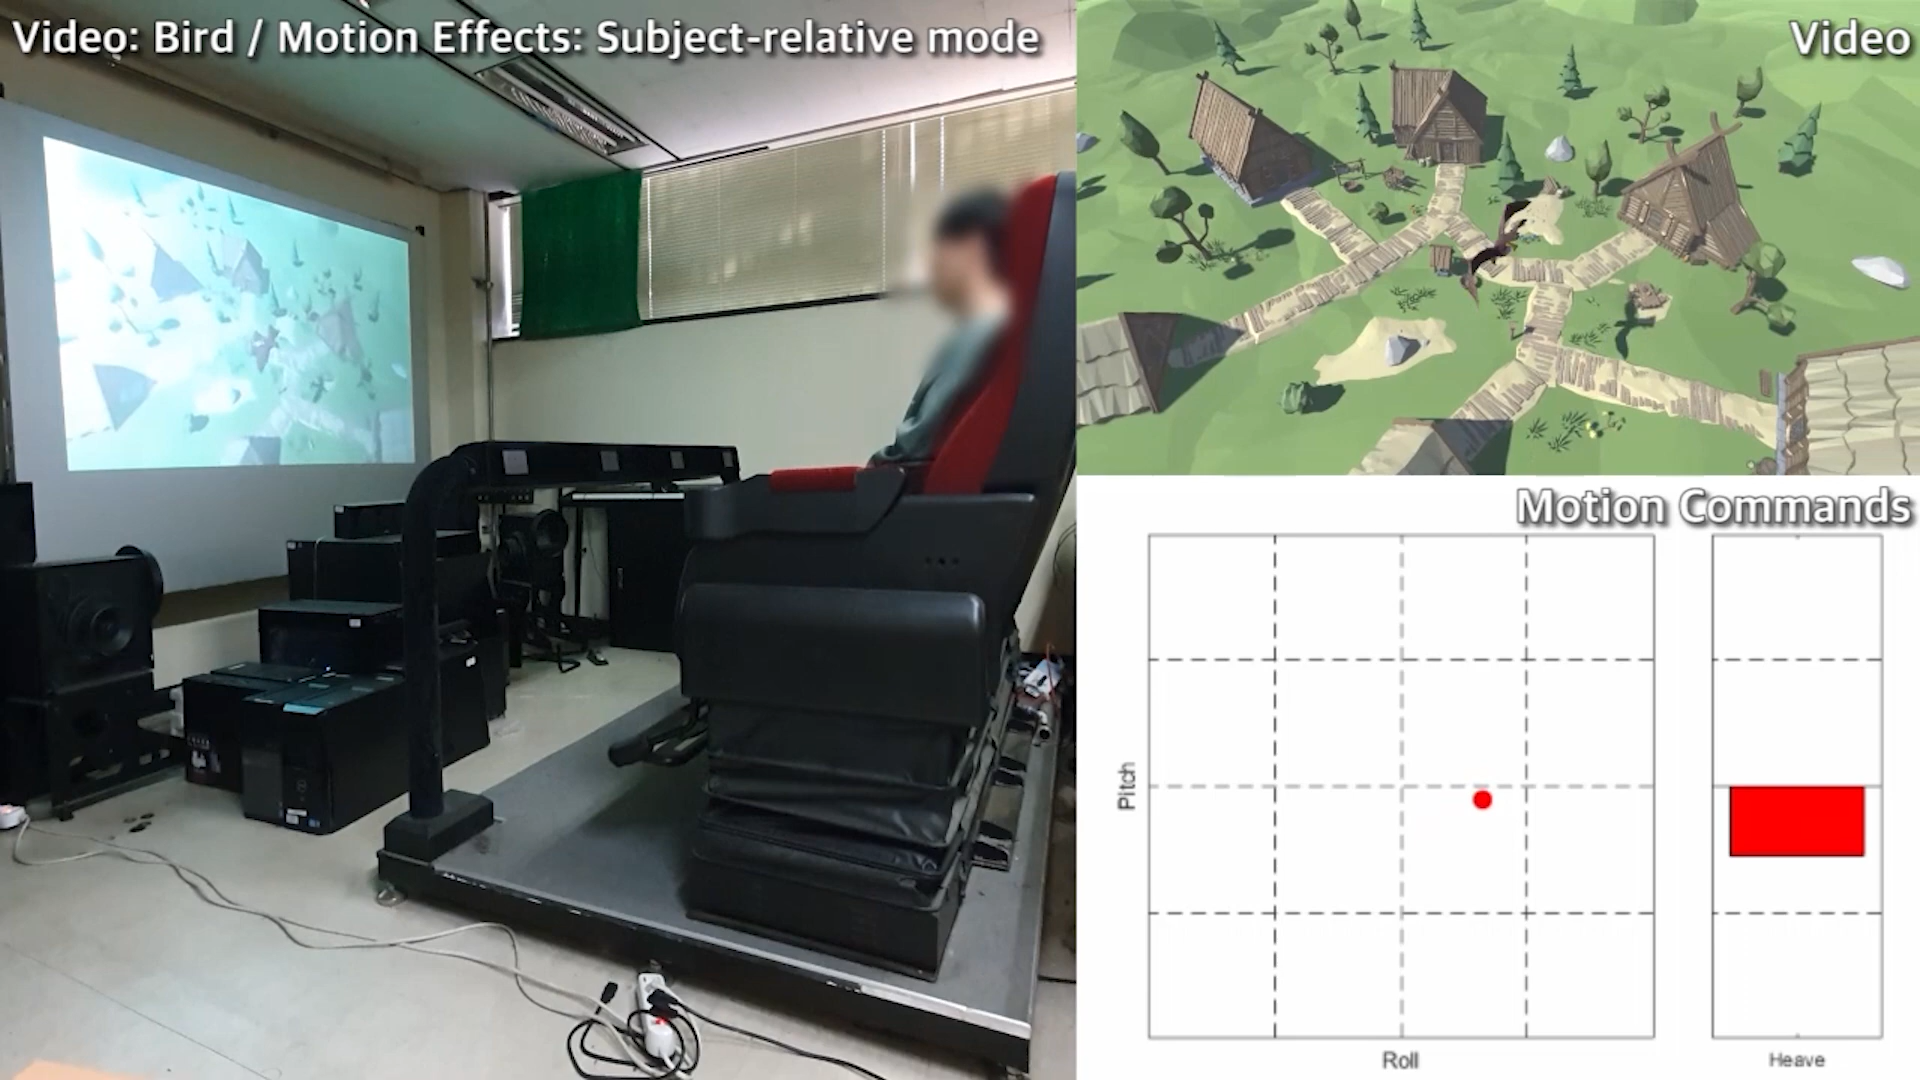 Video: Bird / Motion Effects: Subject-relative mode
Video
Motion Commands
Pitch
Roll
Heave